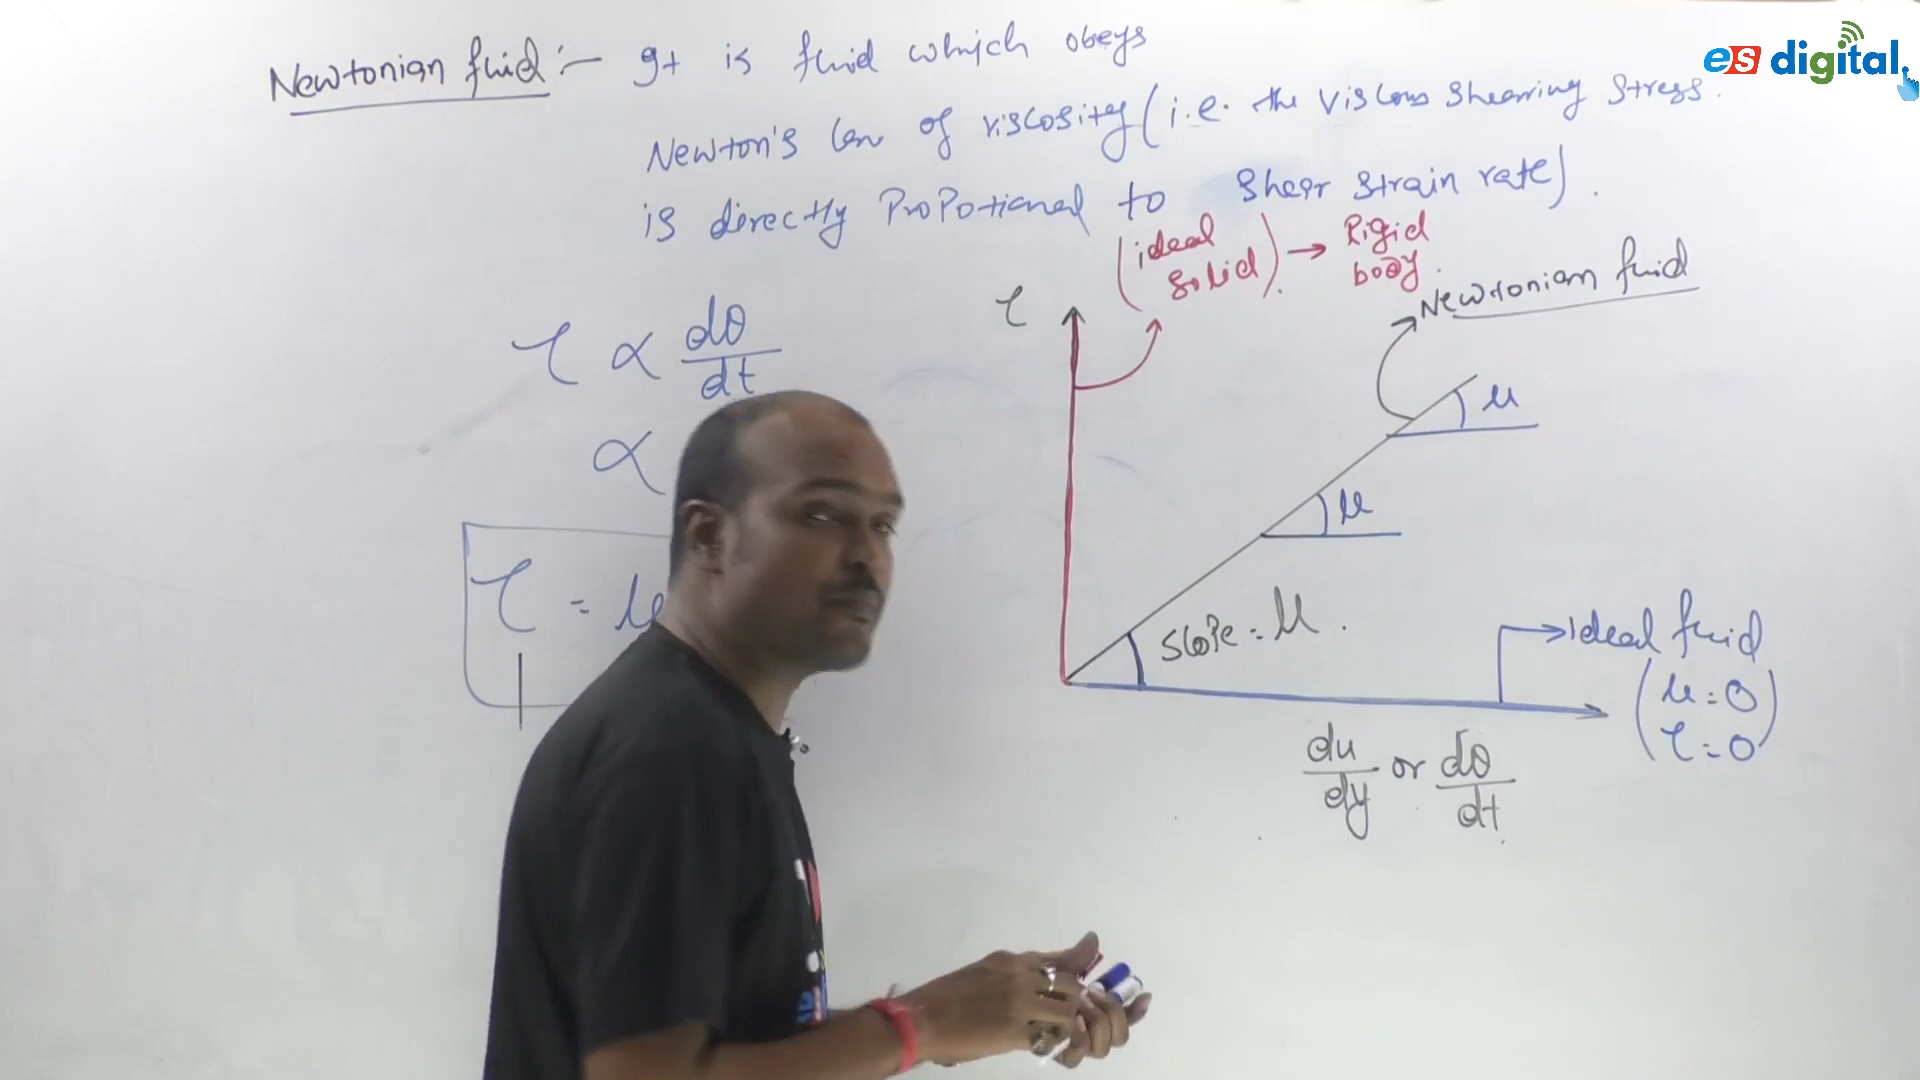 es digital.
Newtonian fluid :- It is fluid which obeys
Newton's law of viscosity (i.e. the viscous shearing stress.
is directly Propotional to shear strain rate).
(ideal solid). → Rigid body.
Newtonian fluid
τ
τ ∝ dθ/dt
∝
τ = μ
μ
μ
slope = μ.
ideal fluid
(μ = 0
τ = 0)
du/dy or dθ/dt